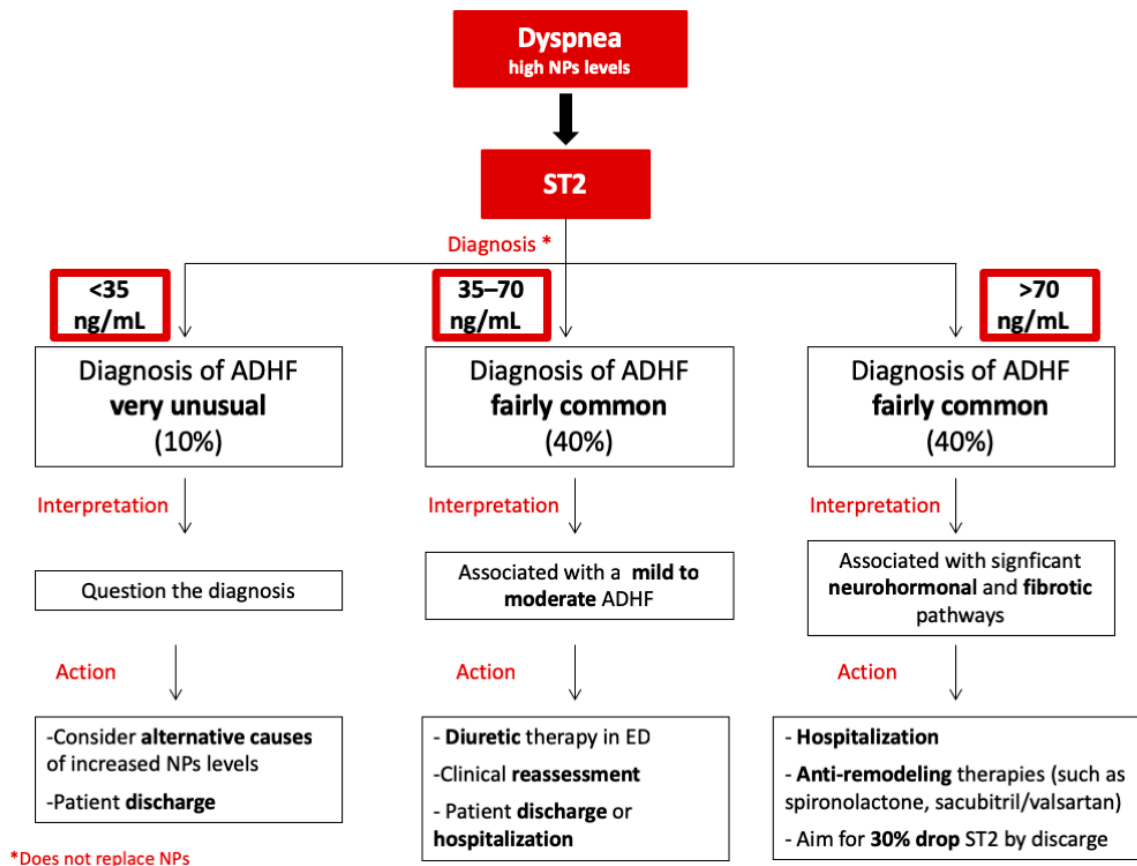 Dyspnea
high NPs levels
ST2
Diagnosis *
<35
ng/mL
35–70
ng/mL
>70
ng/mL
Diagnosis of ADHF
very unusual
(10%)
Diagnosis of ADHF
fairly common
(40%)
Diagnosis of ADHF
fairly common
(40%)
Interpretation
Interpretation
Interpretation
Question the diagnosis
Associated with a mild to
moderate ADHF
Associated with signficant
neurohormonal and fibrotic
pathways
Action
Action
Action
-Consider alternative causes
of increased NPs levels
-Patient discharge
- Diuretic therapy in ED
-Clinical reassessment
- Patient discharge or
hospitalization
- Hospitalization
- Anti-remodeling therapies (such as
spironolactone, sacubitril/valsartan)
- Aim for 30% drop ST2 by discarge
*Does not replace NPs